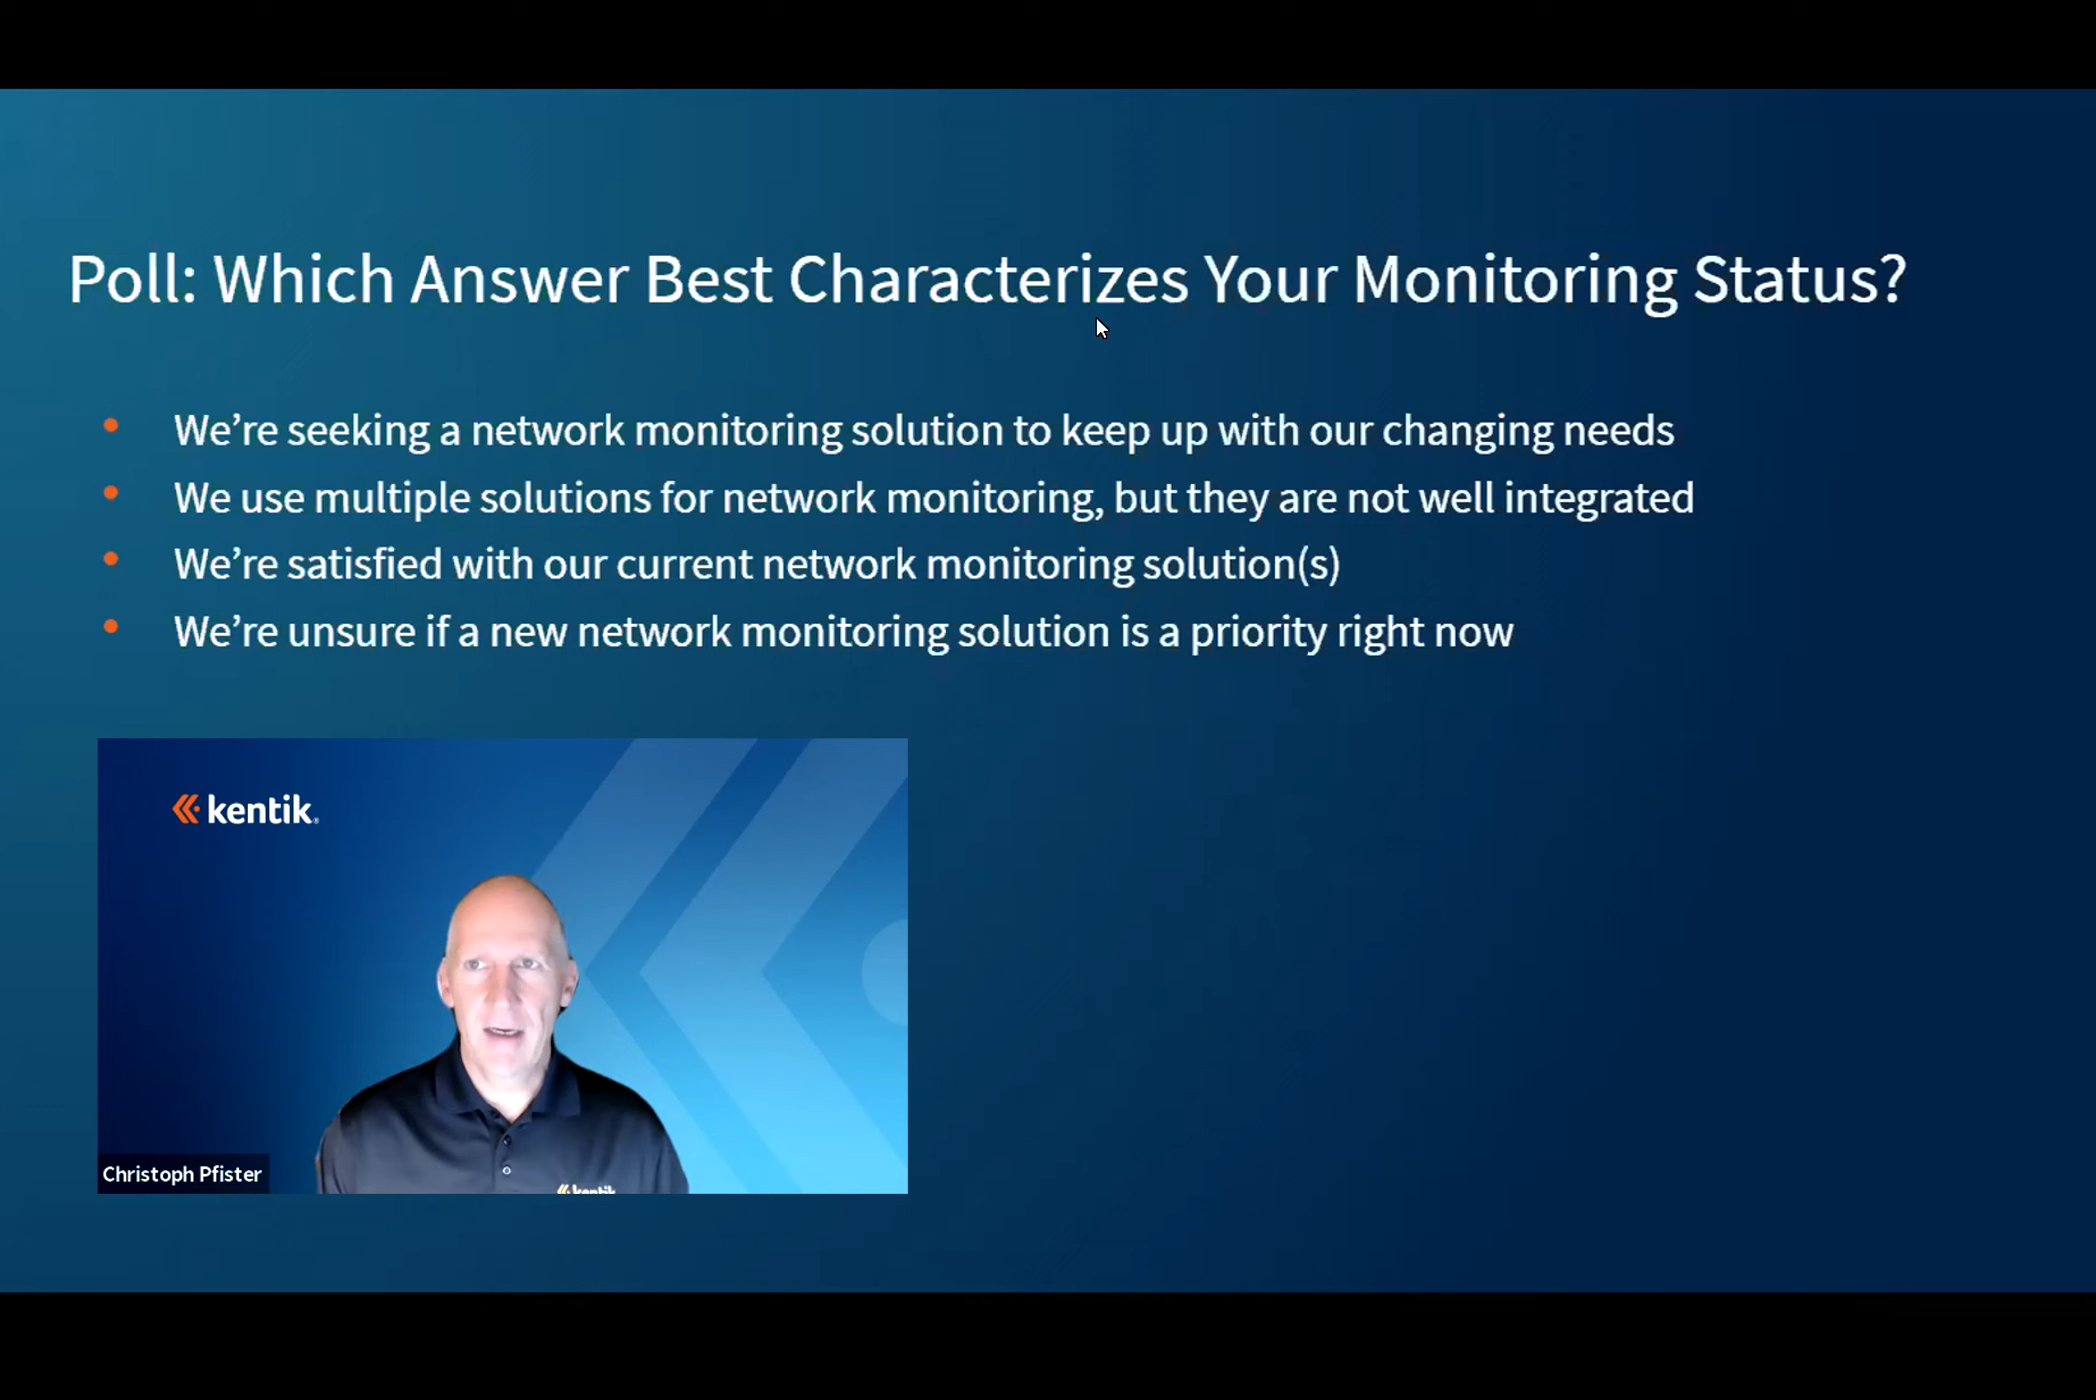 Poll: Which Answer Best Characterizes Your Monitoring Status?
• We’re seeking a network monitoring solution to keep up with our changing needs
• We use multiple solutions for network monitoring, but they are not well integrated
• We’re satisfied with our current network monitoring solution(s)
• We’re unsure if a new network monitoring solution is a priority right now
kentik®
kentik
Christoph Pfister